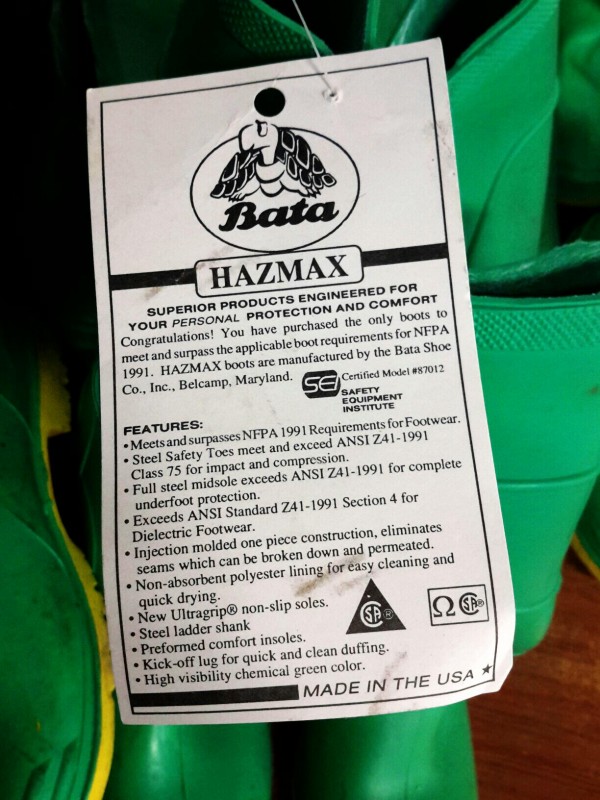 Bata
HAZMAX
SUPERIOR PRODUCTS ENGINEERED FOR
YOUR PERSONAL PROTECTION AND COMFORT
Congratulations! You have purchased the only boots to
meet and surpass the applicable boot requirements for NFPA
1991. HAZMAX boots are manufactured by the Bata Shoe
Co., Inc., Belcamp, Maryland.
SEI
Certified Model #87012
SAFETY
EQUIPMENT
INSTITUTE
FEATURES:
• Meets and surpasses NFPA 1991 Requirements for Footwear.
• Steel Safety Toes meet and exceed ANSI Z41-1991
Class 75 for impact and compression.
• Full steel midsole exceeds ANSI Z41-1991 for complete
underfoot protection.
• Exceeds ANSI Standard Z41-1991 Section 4 for
Dielectric Footwear.
• Injection molded one piece construction, eliminates
seams which can be broken down and permeated.
• Non-absorbent polyester lining for easy cleaning and
quick drying.
• New Ultragrip® non-slip soles.
• Steel ladder shank
• Preformed comfort insoles.
• Kick-off lug for quick and clean duffing.
• High visibility chemical green color.
SA ®
Ω SA ®
MADE IN THE USA ★